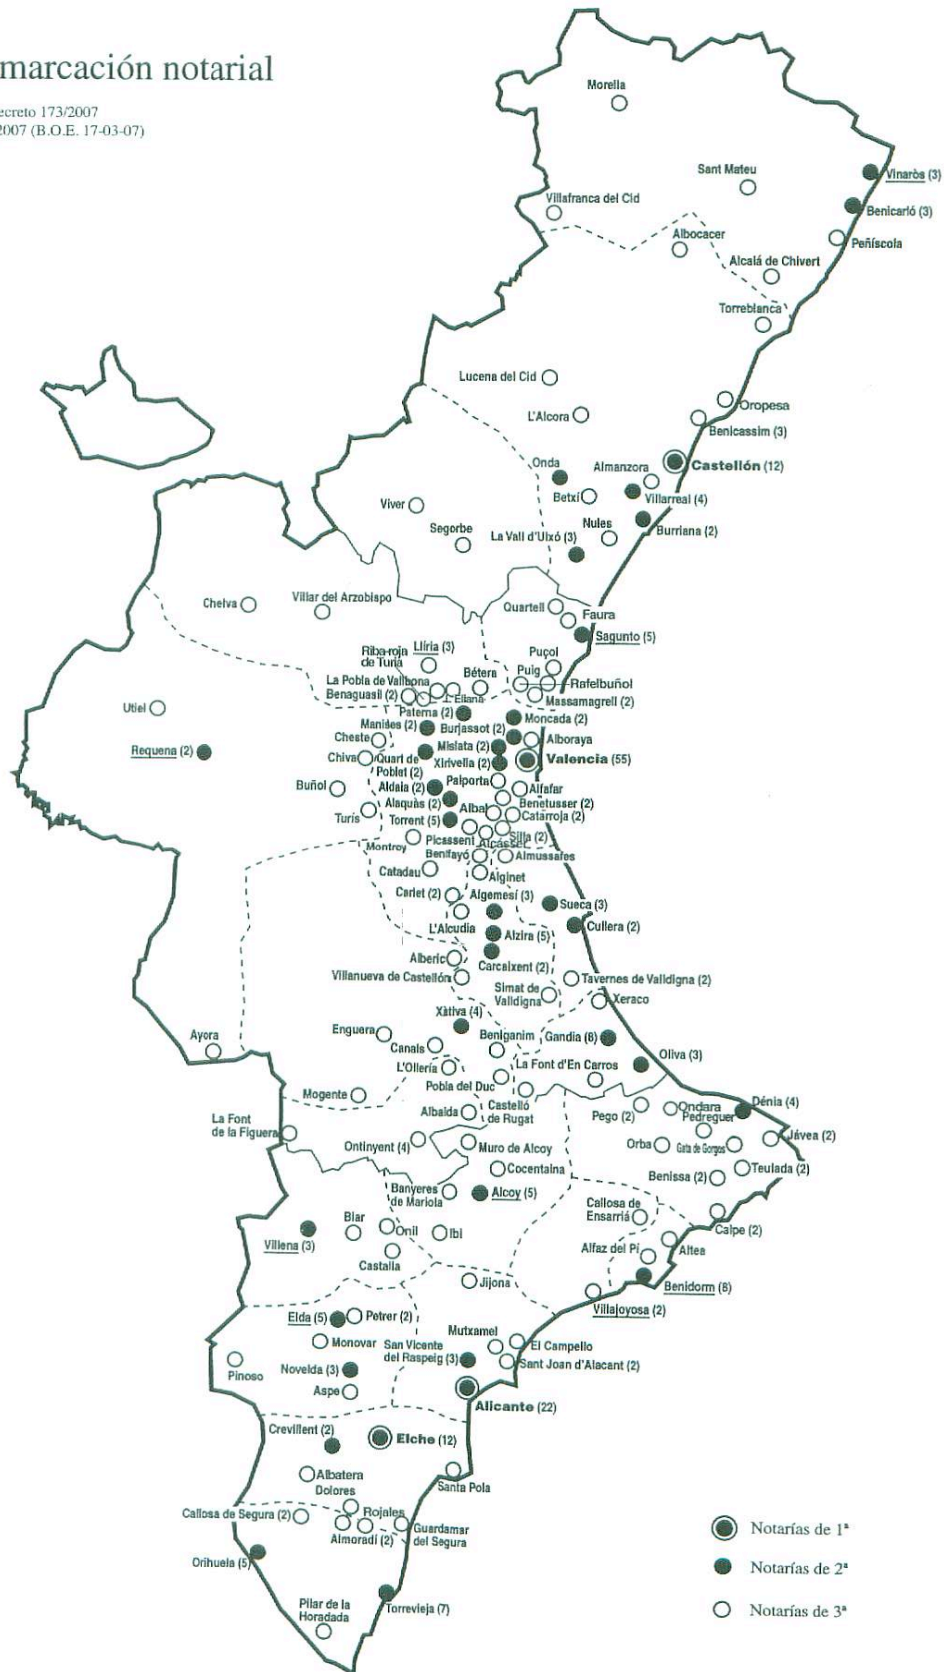 marcación notarial
ecreto 173/2007
2007 (B.O.E. 17-03-07)
Morella
Sant Mateu
Vinaròs (3)
Villafranca del Cid
Benicarló (3)
Albocacer
Peñíscola
Alcalá de Chivert
Torreblanca
Lucena del Cid
L'Alcora
Oropesa
Benicassim (3)
Onda
Almanzora
Castellón (12)
Betxí
Villarreal (4)
Viver
Segorbe
Nules
Burriana (2)
La Vall d'Uixó (3)
Chelva
Villar del Arzobispo
Quartell
Faura
Sagunto (5)
Riba-roja
de Turia
Llíria (3)
Puçol
Bétera
Puig
La Pobla de Vallbona
Rafelbuñol
Benaguasil (2)
L'Eliana
Massamagrell (2)
Utiel
Paterna (2)
Moncada (2)
Manises (2)
Burjassot (2)
Cheste
Mislata (2)
Alboraya
Requena (2)
Chiva
Quart de
Poblet (2)
Xirivella (2)
Valencia (55)
Buñol
Aldaia (2)
Paiporta
Alfafar
Alaquàs (2)
Albal
Benetusser (2)
Turís
Torrent (5)
Catarroja (2)
Montroy
Picassent
Alcàsser
Silla (2)
Benifayó
Almussafes
Catadau
Alginet
Carlet (2)
Algemesí (3)
Sueca (3)
L'Alcudia
Alzira (5)
Cullera (2)
Alberic
Carcaixent (2)
Villanueva de Castellón
Tavernes de Valldigna (2)
Simat de
Valldigna
Xeraco
Xàtiva (4)
Ayora
Enguera
Canals
Beniganim
Gandia (8)
L'Ollería
La Font d'En Carros
Oliva (3)
Pobla del Duc
Mogente
Albaida
Castelló
de Rugat
Pego (2)
Ondara
Pedreguer
Dénia (4)
La Font
de la Figuera
Ontinyent (4)
Muro de Alcoy
Orba
Gata de Gorgos
Jávea (2)
Cocentaina
Benissa (2)
Teulada (2)
Banyeres
de Mariola
Alcoy (5)
Callosa de
Ensarriá
Biar
Onil
Ibi
Calpe (2)
Villena (3)
Castalla
Alfaz del Pí
Altea
Jijona
Benidorm (8)
Villajoyosa (2)
Elda (5)
Petrer (2)
Mutxamel
Monovar
San Vicente
del Raspeig (3)
El Campello
Pinoso
Novelda (3)
Sant Joan d'Alacant (2)
Aspe
Alicante (22)
Crevillent (2)
Elche (12)
Albatera
Santa Pola
Dolores
Callosa de Segura (2)
Rojales
Almoradí (2)
Guardamar
del Segura
Orihuela (5)
Pilar de la
Horadada
Torrevieja (7)
Notarías de 1ª
Notarías de 2ª
Notarías de 3ª